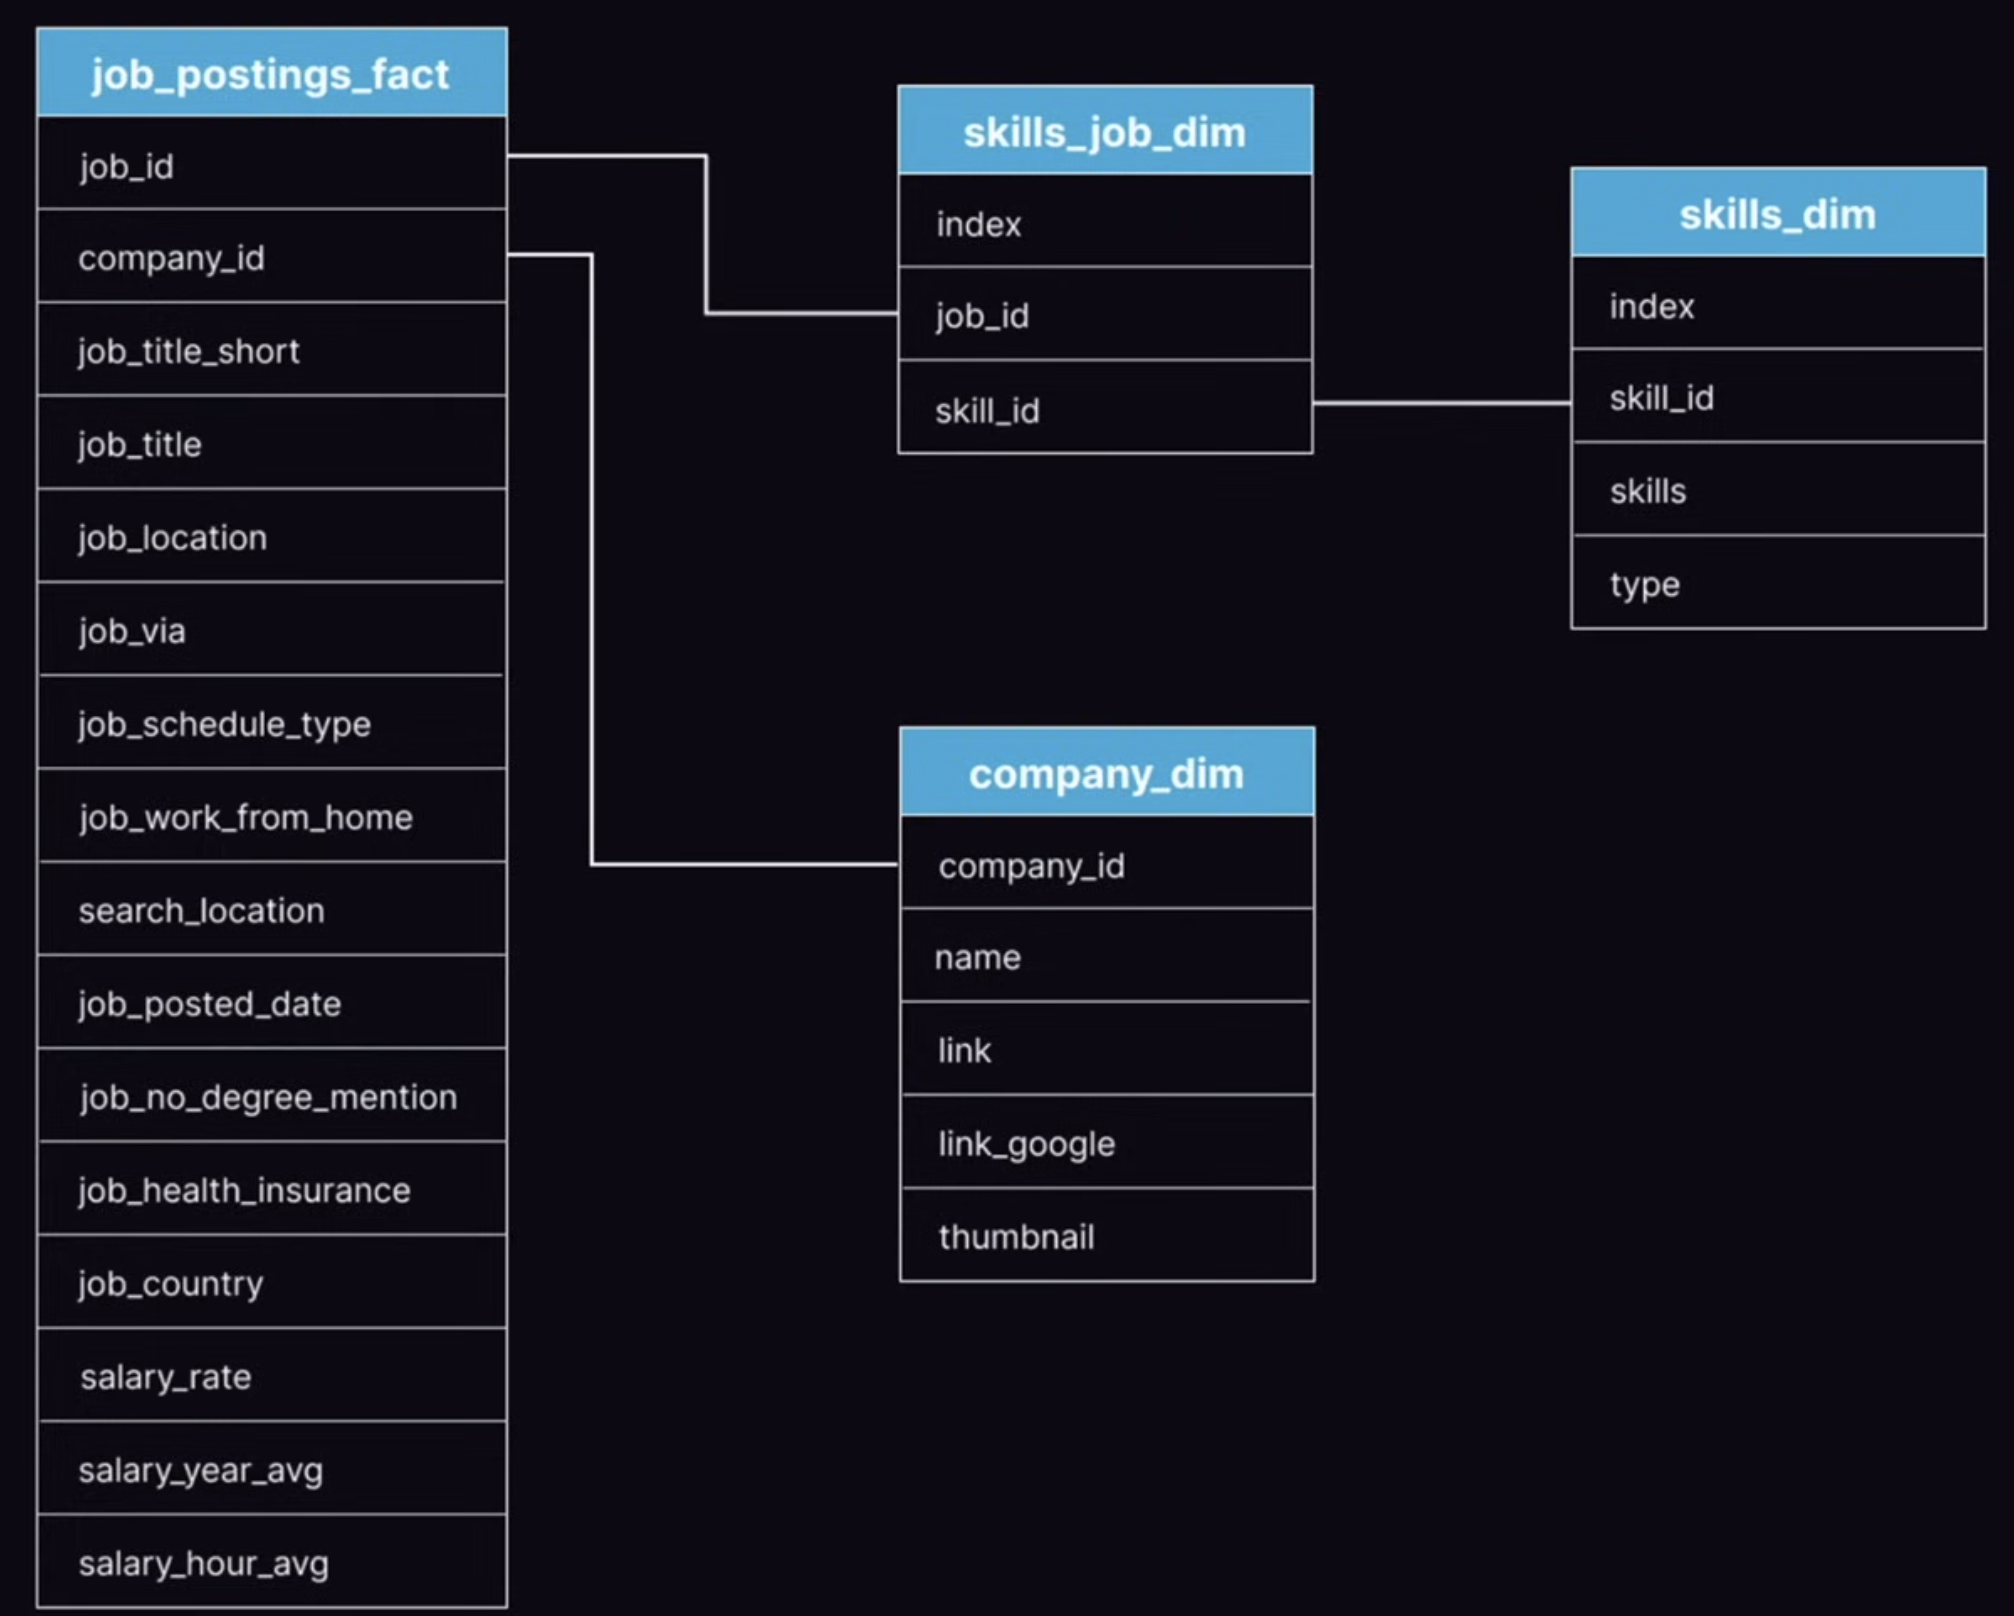 job_postings_fact
job_id
company_id
job_title_short
job_title
job_location
job_via
job_schedule_type
job_work_from_home
search_location
job_posted_date
job_no_degree_mention
job_health_insurance
job_country
salary_rate
salary_year_avg
salary_hour_avg
skills_job_dim
index
job_id
skill_id
company_dim
company_id
name
link
link_google
thumbnail
skills_dim
index
skill_id
skills
type